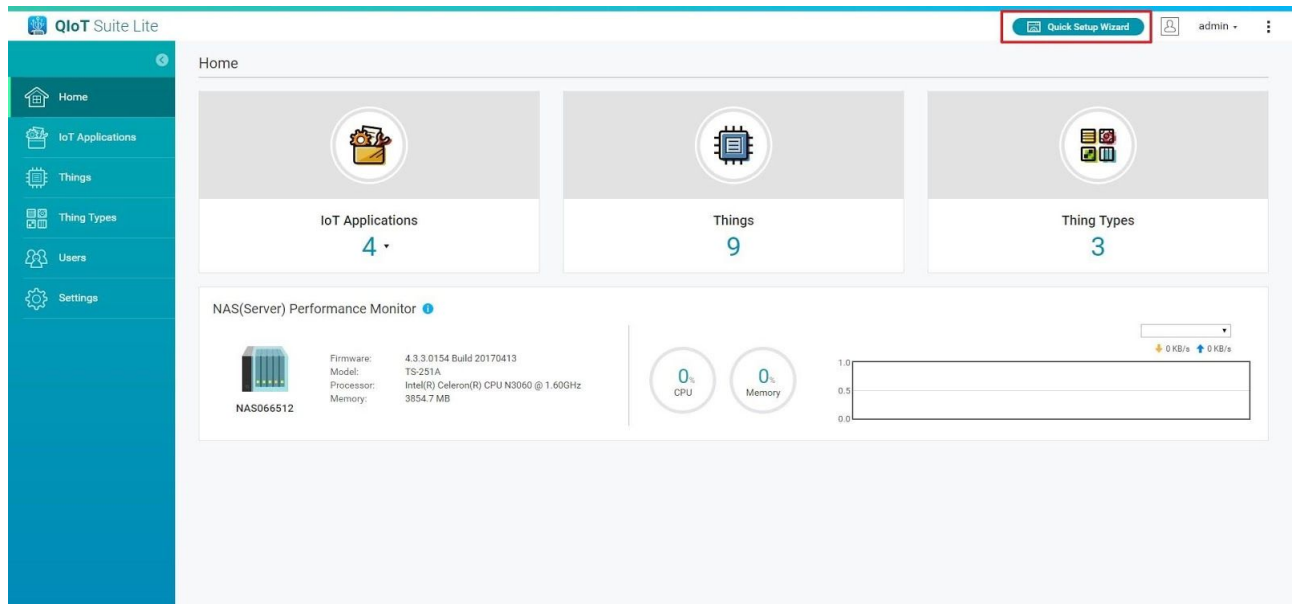 QIoT Suite Lite
Quick Setup Wizard
admin
Home
Home
IoT Applications
Things
Thing Types
Users
Settings
IoT Applications
4
Things
9
Thing Types
3
NAS(Server) Performance Monitor
NAS066512
Firmware: 4.3.3.0154 Build 20170413
Model: TS-251A
Processor: Intel(R) Celeron(R) CPU N3060 @ 1.60GHz
Memory: 3854.7 MB
0%
CPU
0%
Memory
0 KB/s 0 KB/s
1.0
0.5
0.0